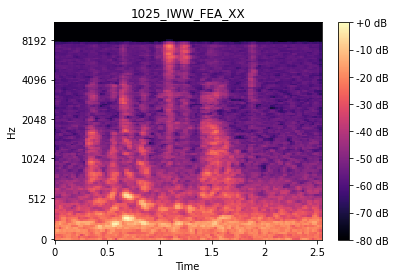 1025_IWW_FEA_XX
Hz
8192
4096
2048
1024
512
0
0
0.5
1
1.5
2
2.5
Time
+0 dB
-10 dB
-20 dB
-30 dB
-40 dB
-50 dB
-60 dB
-70 dB
-80 dB